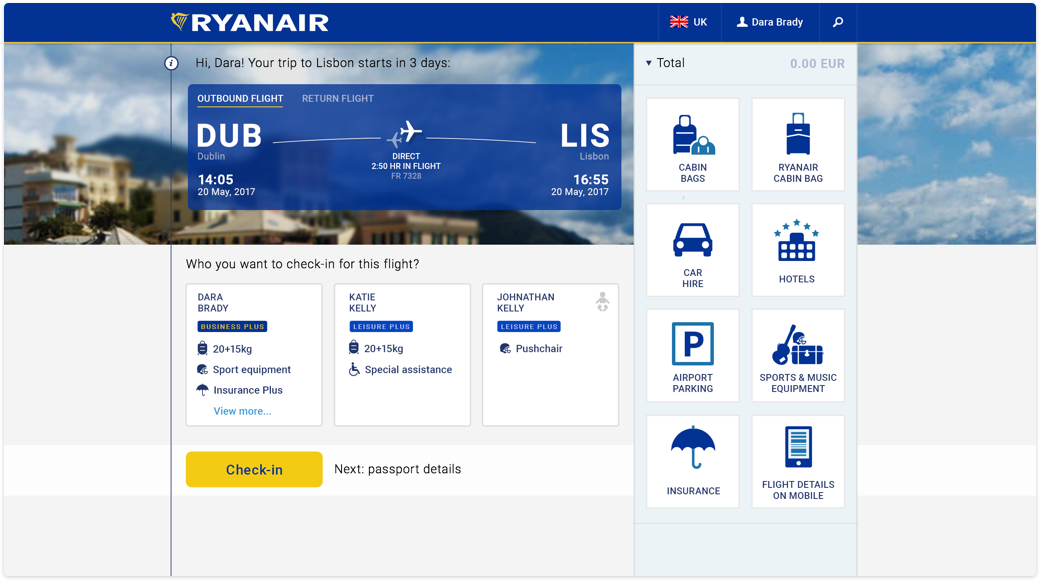 RYANAIR
UK
Dara Brady
i
Hi, Dara! Your trip to Lisbon starts in 3 days:
OUTBOUND FLIGHT
RETURN FLIGHT
DUB
Dublin
14:05
20 May, 2017
DIRECT
2:50 HR IN FLIGHT
FR 7328
LIS
Lisbon
16:55
20 May, 2017
Who you want to check-in for this flight?
DARA
BRADY
BUSINESS PLUS
20+15kg
Sport equipment
Insurance Plus
View more...
KATIE
KELLY
LEISURE PLUS
20+15kg
Special assistance
JOHNATHAN
KELLY
LEISURE PLUS
Pushchair
Check-in
Next: passport details
Total
0.00 EUR
CABIN
BAGS
RYANAIR
CABIN BAG
CAR
HIRE
HOTELS
P
AIRPORT
PARKING
SPORTS & MUSIC
EQUIPMENT
INSURANCE
FLIGHT DETAILS
ON MOBILE